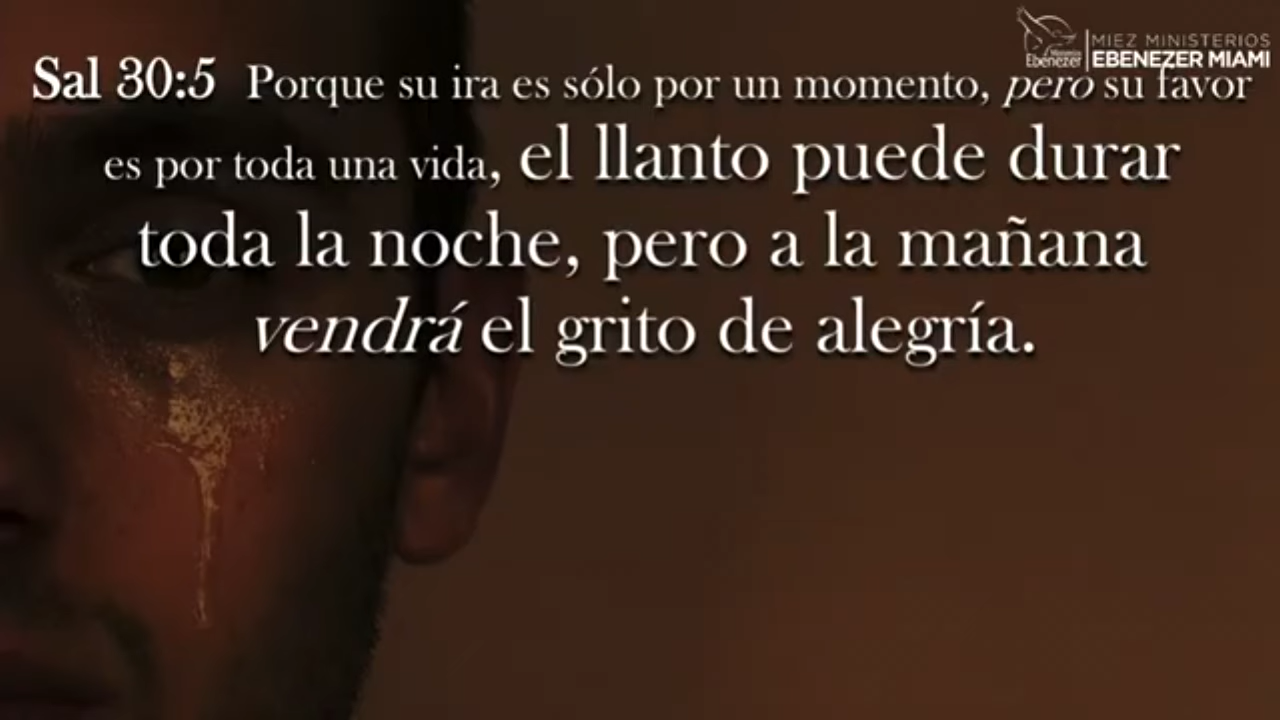 MIEZ MINISTERIOS
EBENEZER MIAMI
Ministerios
Ebenezer
Sal 30:5 Porque su ira es sólo por un momento, pero su favor
es por toda una vida, el llanto puede durar
toda la noche, pero a la mañana
vendrá el grito de alegría.